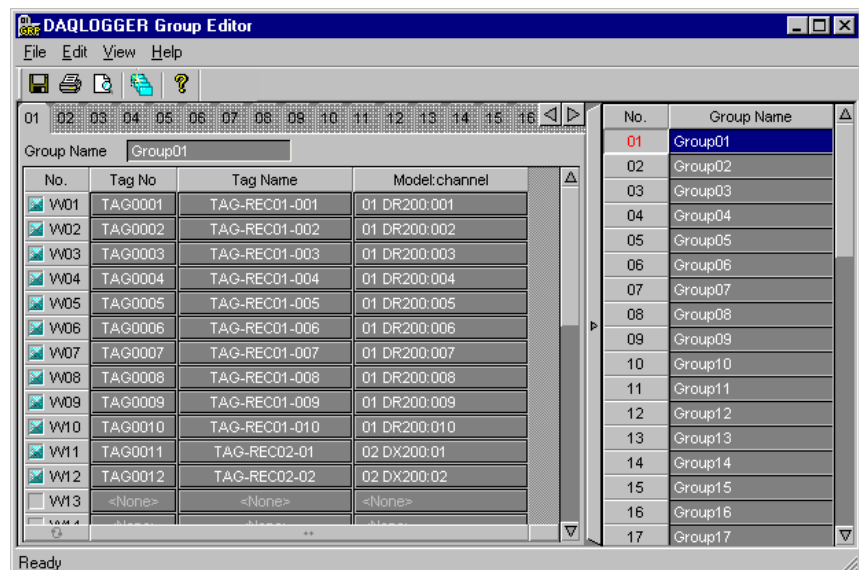 DAQLOGGER Group Editor
File Edit View Help
01 02 03 04 05 06 07 08 09 10 11 12 13 14 15 16
Group Name Group01
No. Tag No Tag Name Model:channel
W01 TAG0001 TAG-REC01-001 01 DR200:001
W02 TAG0002 TAG-REC01-002 01 DR200:002
W03 TAG0003 TAG-REC01-003 01 DR200:003
W04 TAG0004 TAG-REC01-004 01 DR200:004
W05 TAG0005 TAG-REC01-005 01 DR200:005
W06 TAG0006 TAG-REC01-006 01 DR200:006
W07 TAG0007 TAG-REC01-007 01 DR200:007
W08 TAG0008 TAG-REC01-008 01 DR200:008
W09 TAG0009 TAG-REC01-009 01 DR200:009
W10 TAG0010 TAG-REC01-010 01 DR200:010
W11 TAG0011 TAG-REC02-01 02 DX200:01
W12 TAG0012 TAG-REC02-02 02 DX200:02
W13 <None> <None> <None>
No. Group Name
01 Group01
02 Group02
03 Group03
04 Group04
05 Group05
06 Group06
07 Group07
08 Group08
09 Group09
10 Group10
11 Group11
12 Group12
13 Group13
14 Group14
15 Group15
16 Group16
17 Group17
Ready